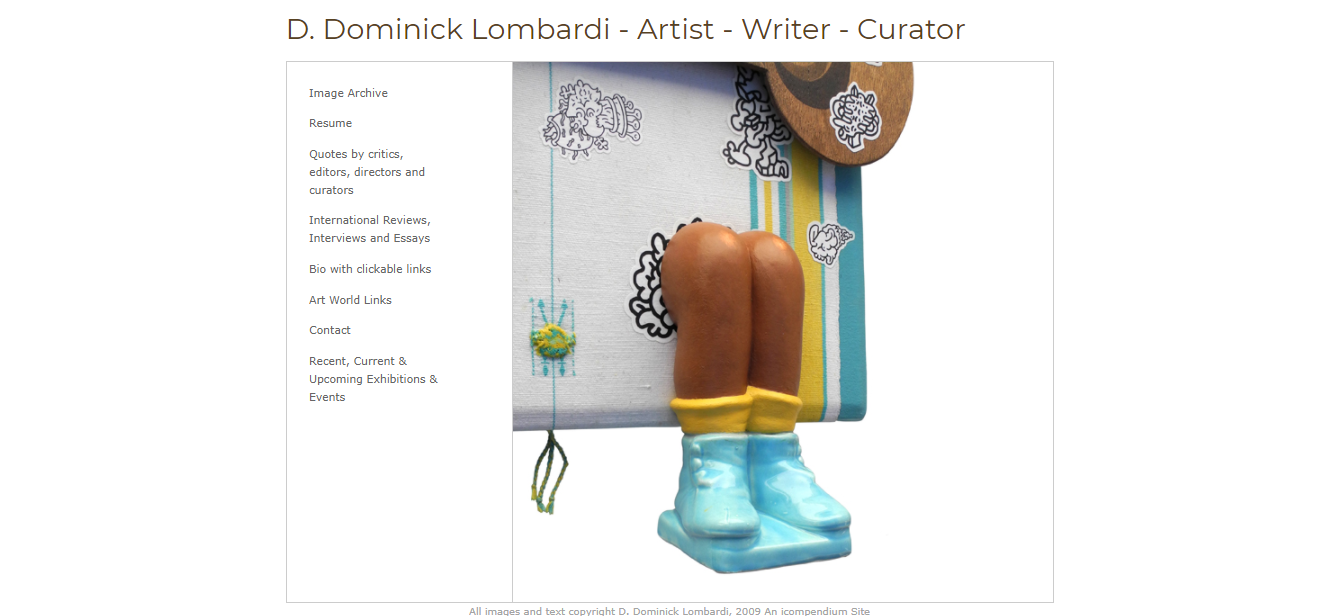 D. Dominick Lombardi - Artist - Writer - Curator
Image Archive
Resume
Quotes by critics,
editors, directors and
curators
International Reviews,
Interviews and Essays
Bio with clickable links
Art World Links
Contact
Recent, Current &
Upcoming Exhibitions &
Events
All images and text copyright D. Dominick Lombardi, 2009 An icompendium Site